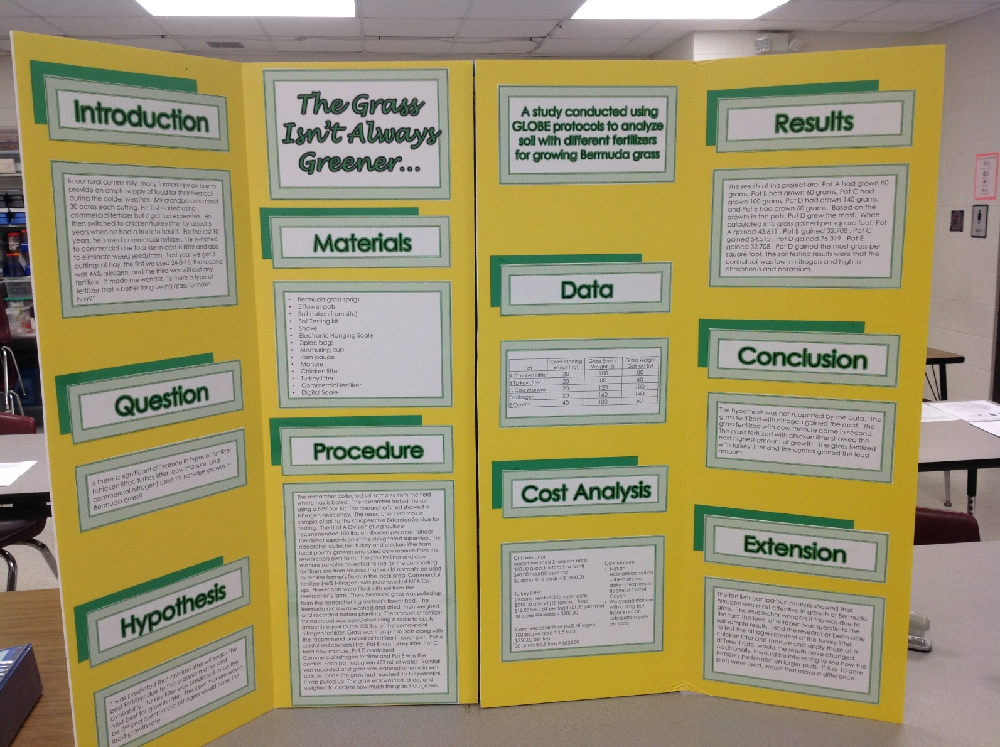 Introduction
In our rural community, many farmers rely on hay to
provide an ample supply of food for their livestock
during the colder weather. My grandpa cuts about
30 acres each cutting. He first started using
commercial fertilizer but it got too expensive. He
then switched to chicken/turkey litter for about 5
years when he had a truck to haul it. For the last 10
years, he's used commercial fertilizer. He switched
to commercial due to a rise in cost in litter and also
to eliminate weed seed/trash. Last year we got 3
cuttings of hay, the first we used 24-8-16, the second
was 46% nitrogen, and the third was without any
fertilizer. It made me wonder, "Is there a type of
fertilizer that is better for growing grass to make
hay?"
Question
Is there a significant difference in types of fertilizer
(chicken litter, turkey litter, cow manure, and
commercial nitrogen) used to increase growth in
Bermuda grass?
Hypothesis
It was predicted that chicken litter will make the
best fertilizer due to the organic matter and
availability. Turkey litter was predicted to be the
next best for growth rate. The cow manure would
be 3rd and commercial nitrogen would have the
least growth rate.
The Grass
Isn't Always
Greener...
Materials
• Bermuda grass sprigs
• 5 flower pots
• Soil (taken from site)
• Soil Testing kit
• Shovel
• Electronic Hanging Scale
• Ziploc bags
• Measuring cup
• Rain gauge
• Manure
• Chicken litter
• Turkey litter
• Commercial fertilizer
• Digital Scale
Procedure
The researcher collected soil samples from the field
where hay is baled. The researcher tested the soil
using a NPK Soil Kit. The researcher's test showed a
Nitrogen deficiency. The researcher also took a
sample of soil to the Cooperative Extension Service for
testing. The U of A Division of Agriculture
recommended 100 lbs. of nitrogen per acre. Under
the direct supervision of the designated supervisor, the
researcher collected turkey and chicken litter from
local poultry growers and dried cow manure from the
researchers own farm. The poultry litter and cow
manure samples collected to use for the composting
fertilizers are from sources that would normally be used
to fertilize farmer's fields in the local area. Commercial
fertilizer (46% Nitrogen) was purchased at MFA Co-
op. Flower pots were filled with soil from the
researcher's farm. Then, Bermuda grass was pulled up
from the researcher's grandma's flower bed. The
Bermuda grass was washed and dried, then weighed
and recorded before planting. The amount of fertilizer
for each pot was calculated using a scale to apply
amounts equal to the 100 lbs. of the commercial
nitrogen fertilizer. Grass was then put in pots along with
the recommend amount of fertilizer in each pot. Pot A
contained chicken litter, Pot B was turkey litter, Pot C
held cow manure, Pot D contained
Commercial nitrogen fertilizer and Pot E was the
control. Each pot was given 473 mL of water. Rainfall
was recorded and grass was watered when rain was
scarce. Once the grass had reached it's full potential,
it was pulled up. The grass was washed, dried, and
weighed to analyze how much the grass had grown.
A study conducted using
GLOBE protocols to analyze
soil with different fertilizers
for growing Bermuda grass
Data
Pot Grass Starting Weight (g) Grass Ending Weight (g) Grass Weight Gained (g)
A Chicken Litter 20 100 80
B Turkey Litter 20 80 60
C Cow Manure 20 120 100
D Nitrogen 20 160 140
E Control 40 100 60
Cost Analysis
Chicken Litter
(recommended 2 tons per acre)
$60.00 a load (6 tons in a load)
$40.00 haul bill per load
30 acres @10 loads = $1,000.00
Turkey Litter
(recommended 2 tons per acre)
$210.00 a load (15 tons in a load)
$15.00 haul bill per load ($1.50 per mile)
30 acres @4 loads = $900.00
Commercial Fertilizer (46% Nitrogen)
100 lbs. per acre = 1.5 tons
$550.00 per ton
30 acres @1.5 tons = $825.00
Cow Manure
• Not an
economical option
– there are no
dairy operations in
Boone or Carroll
County
• We spread manure
with a drag but
there's not an
adequate supply
per acre
Results
The results of this project are, Pot A had grown 80
grams, Pot B had grown 60 grams, Pot C had
grown 100 grams, Pot D had grown 140 grams,
and Pot E had grown 60 grams. Based on the
growth in the pots, Pot D grew the most. When
calculated into grass gained per square foot; Pot
A gained 43.611 , Pot B gained 32.708 , Pot C
gained 54.513 , Pot D gained 76.319 , Pot E
gained 32.708 . Pot D gained the most grass per
square foot. The soil testing results were that the
control soil was low in nitrogen and high in
phosphorus and potassium.
Conclusion
The hypothesis was not supported by the data. The
grass fertilized with nitrogen gained the most. The
grass fertilized with cow manure came in second.
The grass fertilized with chicken litter showed the
next highest amount of growth. The grass fertilized
with turkey litter and the control gained the least
amount.
Extension
The fertilizer comparison analysis showed that
nitrogen was most effective in growth of Bermuda
grass. The researcher wonders if this was due to
the fact the level of nitrogen was specific to the
soil sample results. Had the researcher been able
to test the nitrogen content of the turkey litter,
chicken litter and manure and apply those at a
different rate, would the results have changed.
Additionally, it would be interesting to see how the
fertilizers performed on larger plots. If 5 or 10 acre
plots were used, would that make a difference.